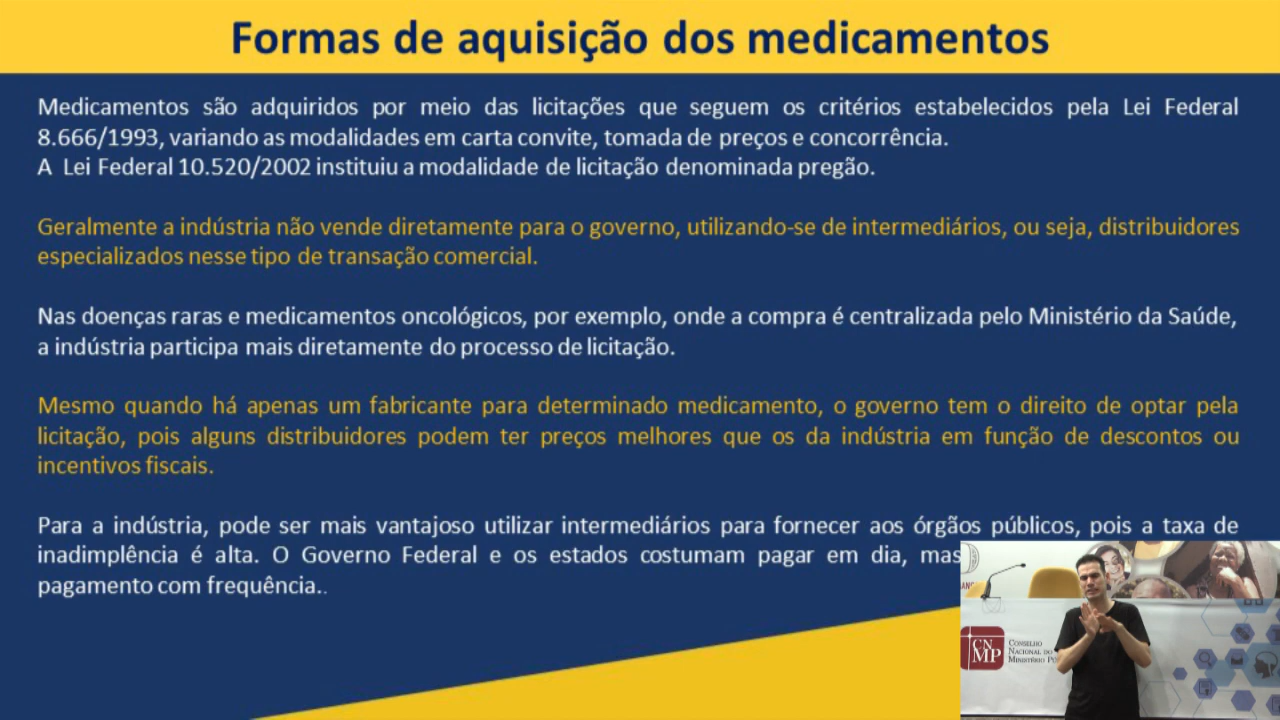 Formas de aquisição dos medicamentos
Medicamentos são adquiridos por meio das licitações que seguem os critérios estabelecidos pela Lei Federal
8.666/1993, variando as modalidades em carta convite, tomada de preços e concorrência.
A Lei Federal 10.520/2002 instituiu a modalidade de licitação denominada pregão.
Geralmente a indústria não vende diretamente para o governo, utilizando-se de intermediários, ou seja, distribuidores
especializados nesse tipo de transação comercial.
Nas doenças raras e medicamentos oncológicos, por exemplo, onde a compra é centralizada pelo Ministério da Saúde,
a indústria participa mais diretamente do processo de licitação.
Mesmo quando há apenas um fabricante para determinado medicamento, o governo tem o direito de optar pela
licitação, pois alguns distribuidores podem ter preços melhores que os da indústria em função de descontos ou
incentivos fiscais.
Para a indústria, pode ser mais vantajoso utilizar intermediários para fornecer aos órgãos públicos, pois a taxa de
inadimplência é alta. O Governo Federal e os estados costumam pagar em dia, mas
pagamento com frequência..
CN
MP
CONSELHO
NACIONAL DO
MINISTÉRIO